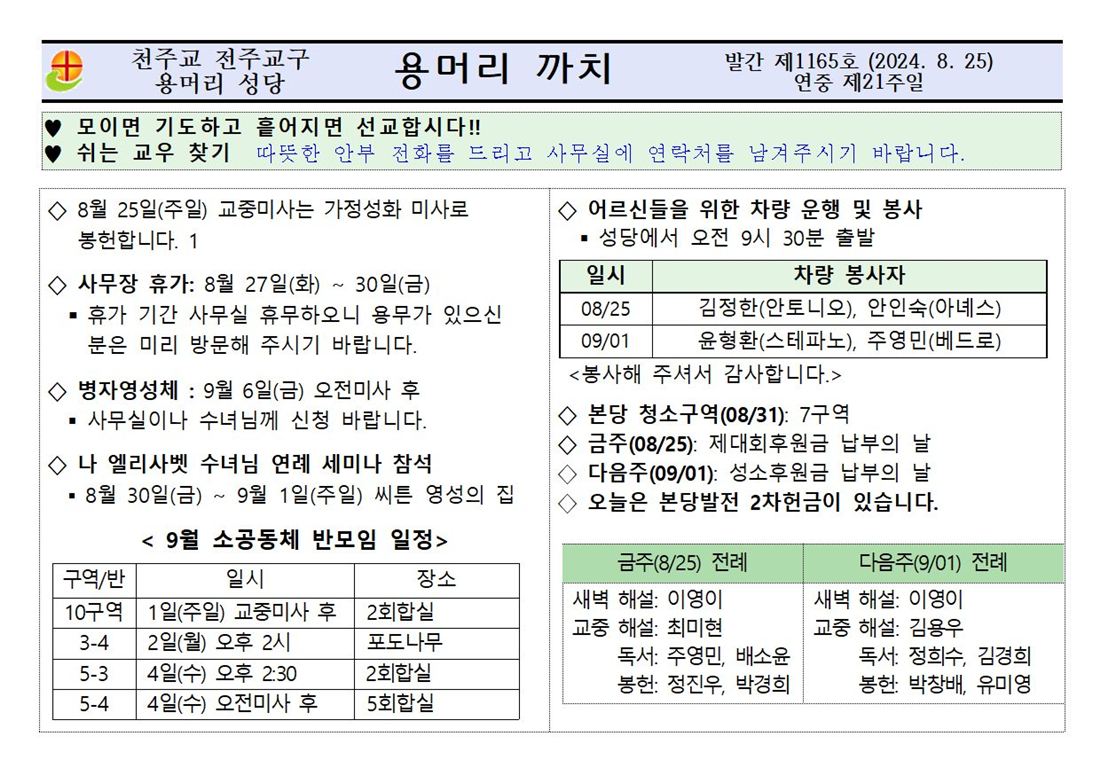 천주교 전주교구
용머리 성당
용머리 까치
발간 제1165호 (2024. 8. 25)
연중 제21주일
♥ 모이면 기도하고 흩어지면 선교합시다!!
♥ 쉬는 교우 찾기 따뜻한 안부 전화를 드리고 사무실에 연락처를 남겨주시기 바랍니다.
◇ 8월 25일(주일) 교중미사는 가정성화 미사로
봉헌합니다. 1
◇ 사무장 휴가: 8월 27일(화) ~ 30일(금)
▪ 휴가 기간 사무실 휴무하오니 용무가 있으신
분은 미리 방문해 주시기 바랍니다.
◇ 병자영성체 : 9월 6일(금) 오전미사 후
▪ 사무실이나 수녀님께 신청 바랍니다.
◇ 나 엘리사벳 수녀님 연례 세미나 참석
▪ 8월 30일(금) ~ 9월 1일(주일) 씨튼 영성의 집
< 9월 소공동체 반모임 일정>
구역/반 일시 장소
10구역 1일(주일) 교중미사 후 2회합실
3-4 2일(월) 오후 2시 포도나무
5-3 4일(수) 오후 2:30 2회합실
5-4 4일(수) 오전미사 후 5회합실
◇ 어르신들을 위한 차량 운행 및 봉사
▪ 성당에서 오전 9시 30분 출발
일시 차량 봉사자
08/25 김정한(안토니오), 안인숙(아녜스)
09/01 윤형환(스테파노), 주영민(베드로)
<봉사해 주셔서 감사합니다.>
◇ 본당 청소구역(08/31): 7구역
◇ 금주(08/25): 제대회후원금 납부의 날
◇ 다음주(09/01): 성소후원금 납부의 날
◇ 오늘은 본당발전 2차헌금이 있습니다.
금주(8/25) 전례
새벽 해설: 이영이
교중 해설: 최미현
독서: 주영민, 배소윤
봉헌: 정진우, 박경희
다음주(9/01) 전례
새벽 해설: 이영이
교중 해설: 김용우
독서: 정희수, 김경희
봉헌: 박창배, 유미영